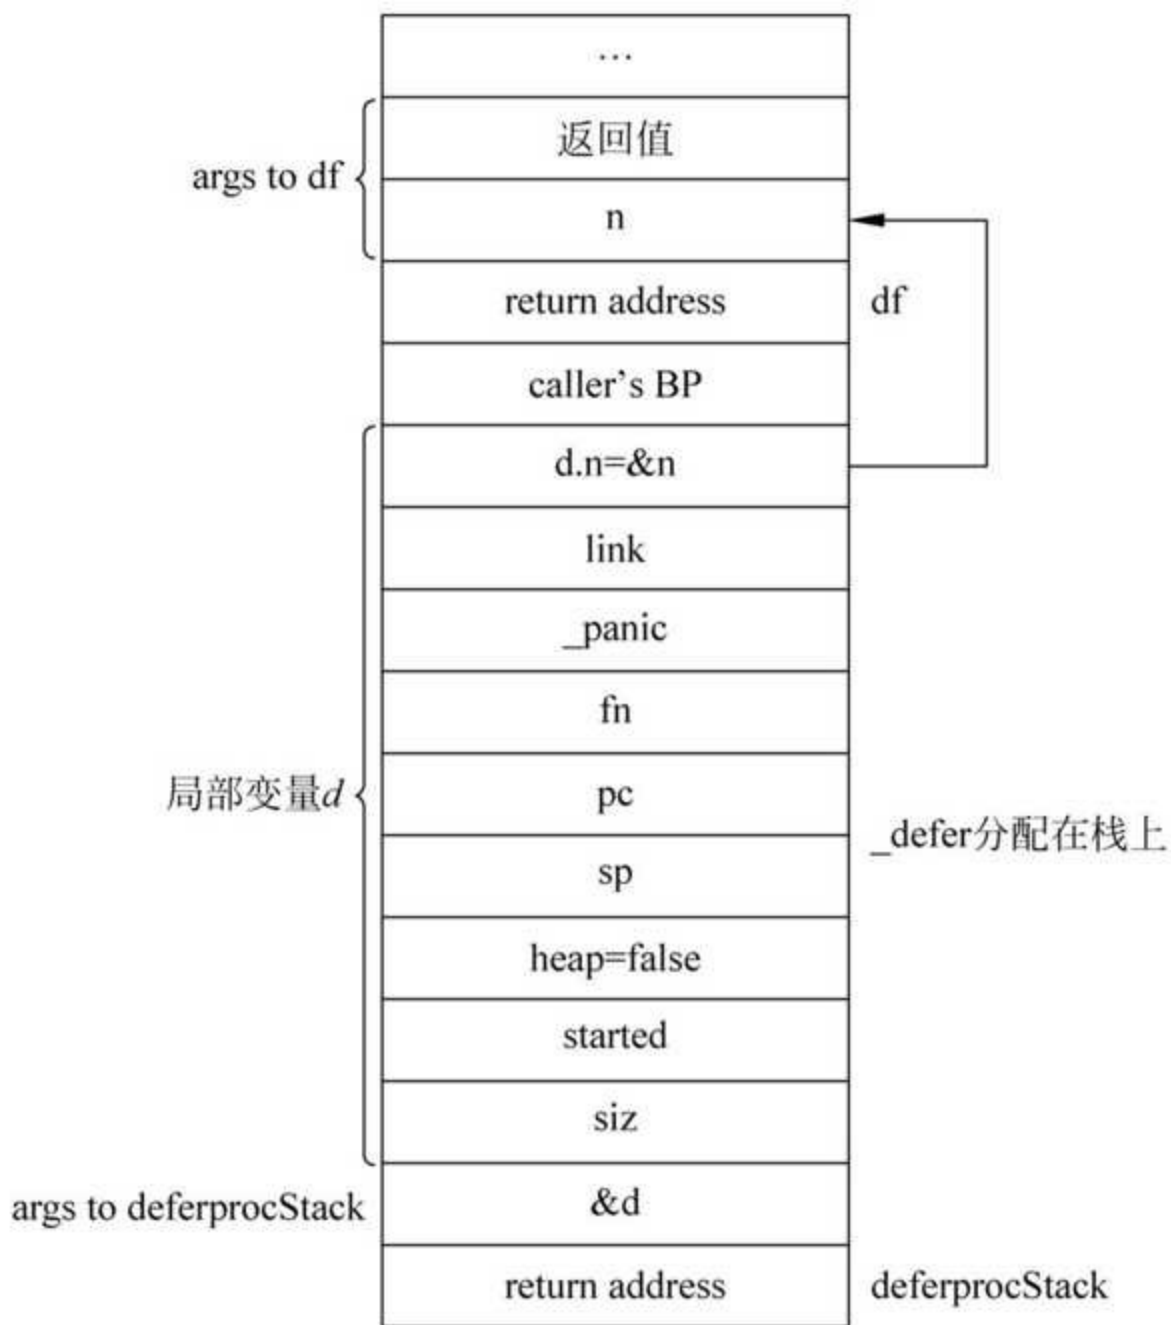 …
返回值
args to df
n
return address
df
caller's BP
d.n=&n
link
_panic
fn
局部变量d
pc
_defer分配在栈上
sp
heap=false
started
siz
args to deferprocStack
&d
return address
deferprocStack